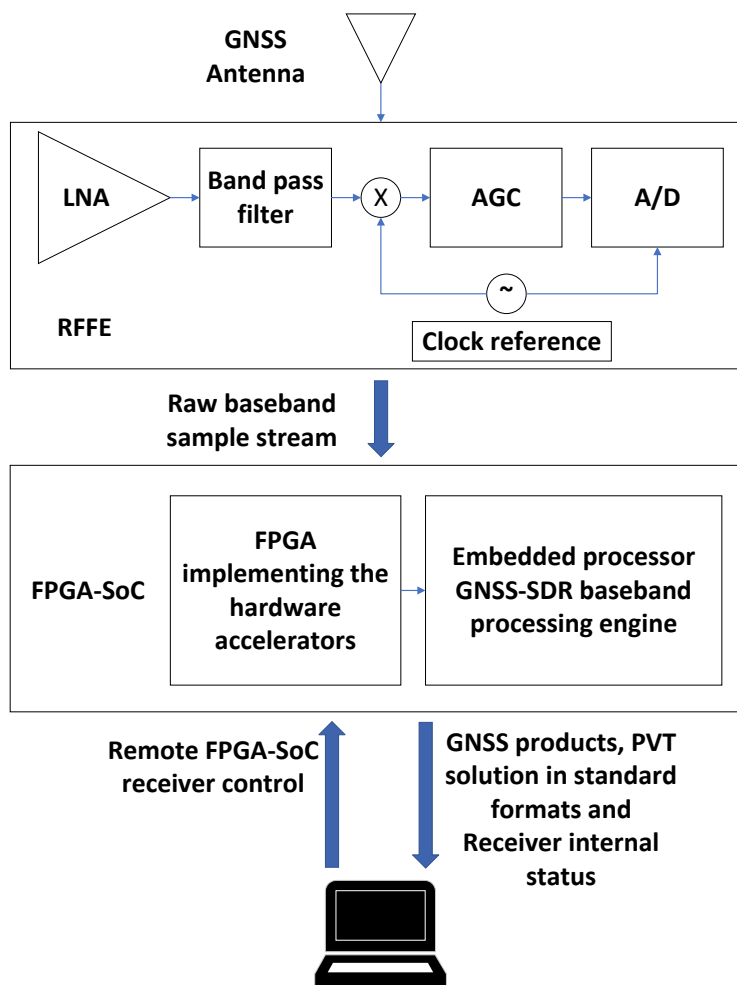 GNSS
Antenna
LNA
Band pass
filter
X
AGC
A/D
~
Clock reference
RFFE
Raw baseband
sample stream
FPGA-SoC
FPGA
implementing the
hardware
accelerators
Embedded processor
GNSS-SDR baseband
processing engine
Remote FPGA-SoC
receiver control
GNSS products, PVT
solution in standard
formats and
Receiver internal
status